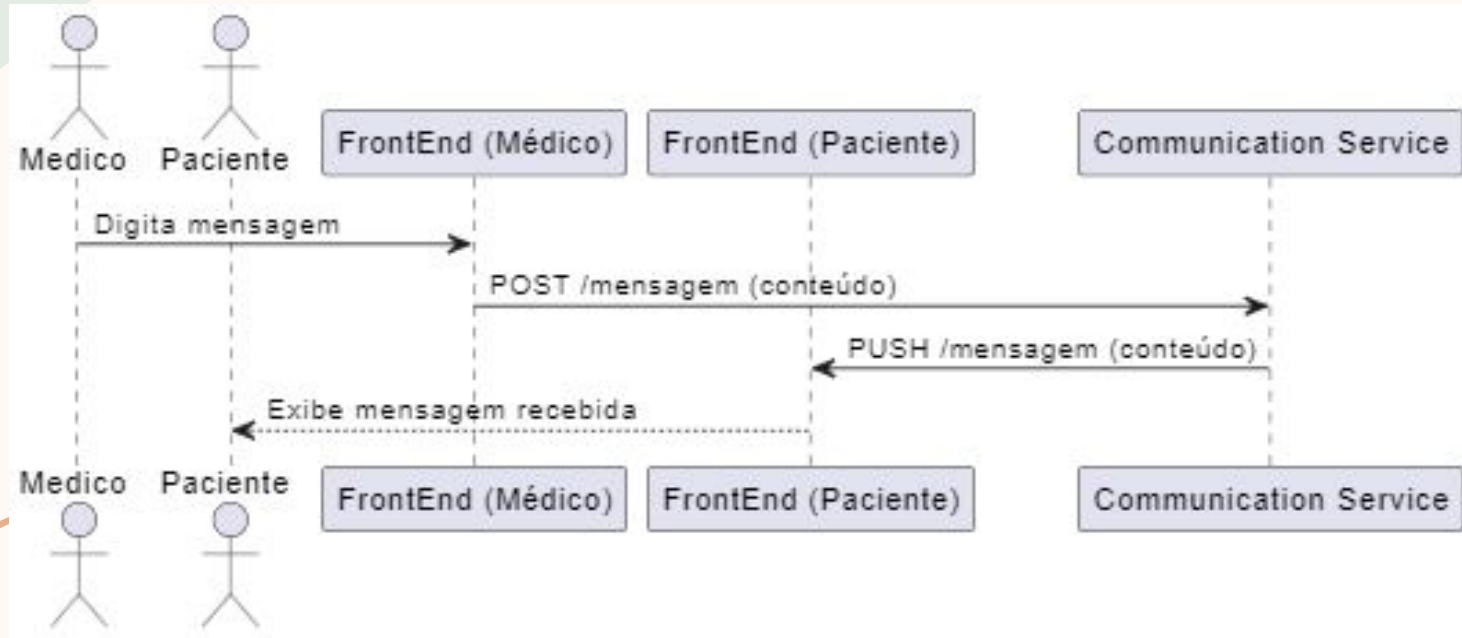 Medico
Paciente
FrontEnd (Médico)
FrontEnd (Paciente)
Communication Service
Digita mensagem
POST /mensagem (conteúdo)
PUSH /mensagem (conteúdo)
Exibe mensagem recebida
Medico
Paciente
FrontEnd (Médico)
FrontEnd (Paciente)
Communication Service